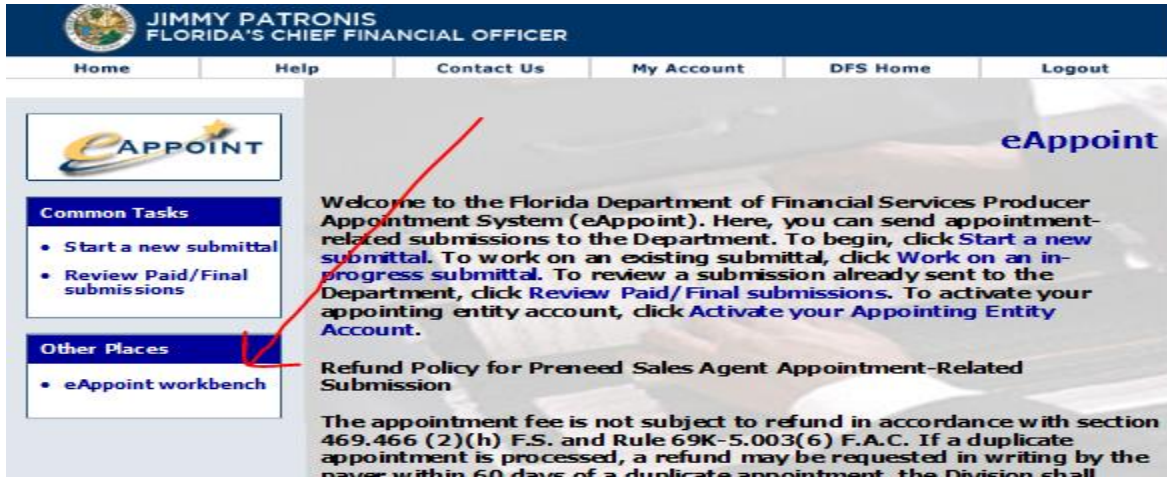 JIMMY PATRONIS
FLORIDA'S CHIEF FINANCIAL OFFICER
Home Help Contact Us My Account DFS Home Logout
eAPPOINT
eAppoint
Common Tasks
• Start a new submittal
• Review Paid/Final
submissions
Other Places
• eAppoint workbench
Welcome to the Florida Department of Financial Services Producer
Appointment System (eAppoint). Here, you can send appointment-
related submissions to the Department. To begin, click Start a new
submittal. To work on an existing submittal, click Work on an in-
progress submittal. To review a submission already sent to the
Department, click Review Paid/Final submissions. To activate your
appointing entity account, click Activate your Appointing Entity
Account.
Refund Policy for Preneed Sales Agent Appointment-Related
Submission
The appointment fee is not subject to refund in accordance with section
469.466 (2)(h) F.S. and Rule 69K-5.003(6) F.A.C. If a duplicate
appointment is processed, a refund may be requested in writing by the
payer within 60 days of a duplicate appointment, the Division shall